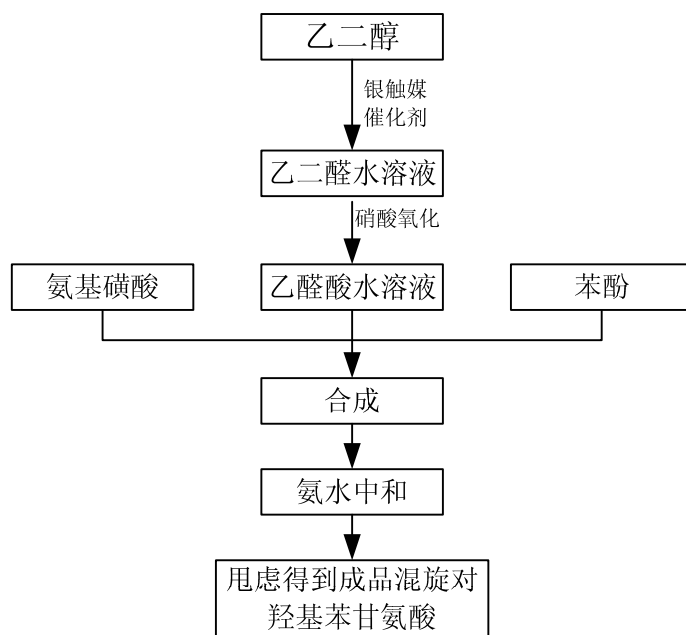 乙二醇
银触媒
催化剂
乙二醛水溶液
硝酸氧化
氨基磺酸
乙醛酸水溶液
苯酚
合成
氨水中和
甩虑得到成品混旋对
羟基苯甘氨酸